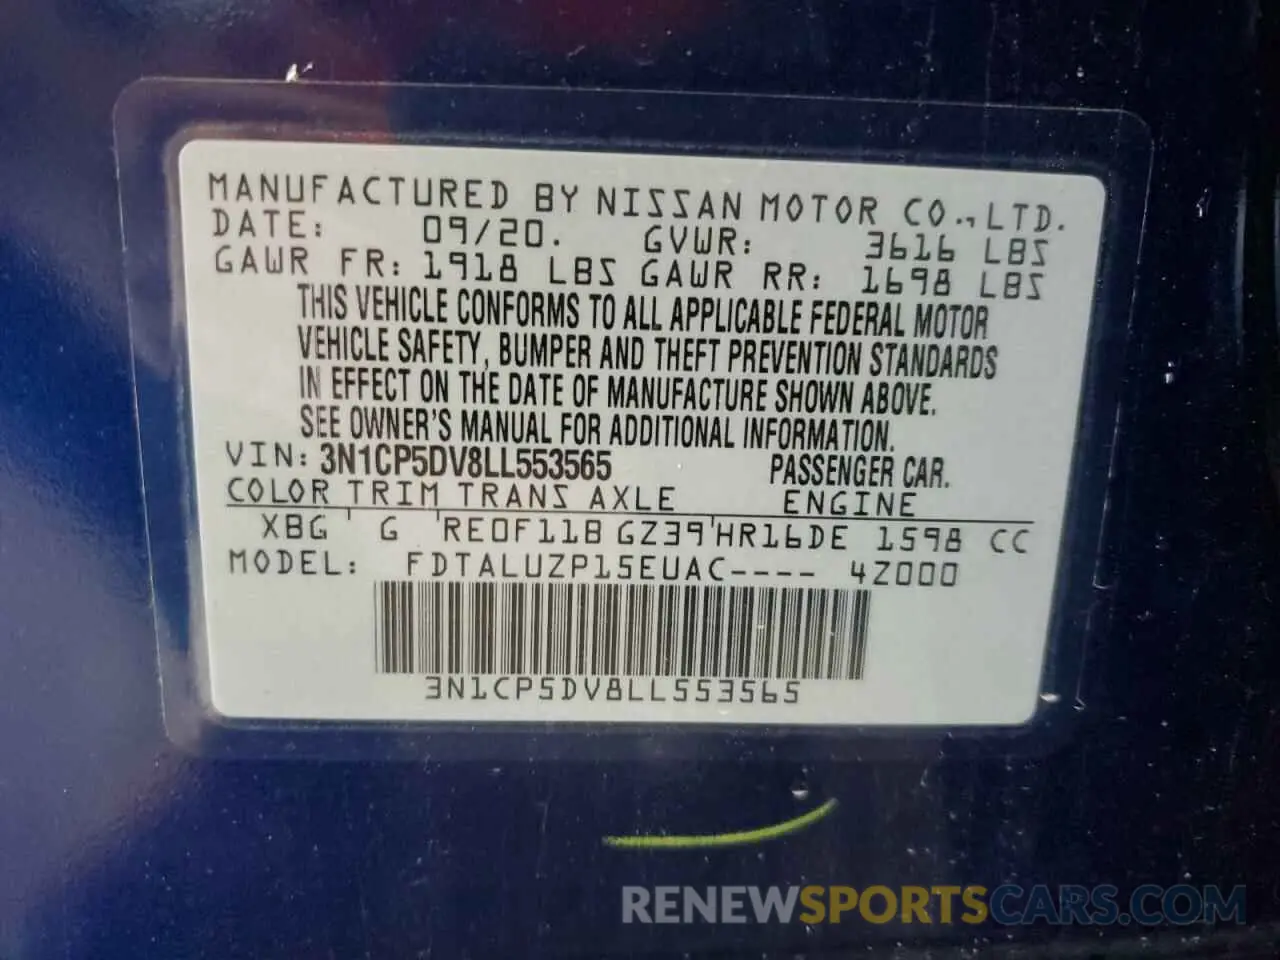 MANUFACTURED BY NISSAN MOTOR CO., LTD.
DATE: 09/20. GVWR: 3616 LBS
GAWR FR: 1918 LBS GAWR RR: 1698 LBS
THIS VEHICLE CONFORMS TO ALL APPLICABLE FEDERAL MOTOR
VEHICLE SAFETY, BUMPER AND THEFT PREVENTION STANDARDS
IN EFFECT ON THE DATE OF MANUFACTURE SHOWN ABOVE.
SEE OWNER'S MANUAL FOR ADDITIONAL INFORMATION.
VIN: 3N1CP5DV8LL553565 PASSENGER CAR.
COLOR TRIM TRANS AXLE ENGINE
XBG G RE0F11B GZ39 HR16DE 1598 CC
MODEL: FDTALUZP15EUAC---- 4Z000
3N1CP5DV8LL553565
RENEWSPORTSCARS.COM